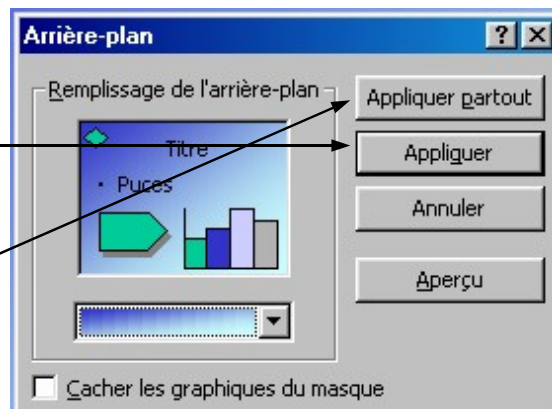 Arrière-plan
Remplissage de l'arrière-plan
Titre
• Puces
Appliquer partout
Appliquer
Annuler
Aperçu
Cacher les graphiques du masque